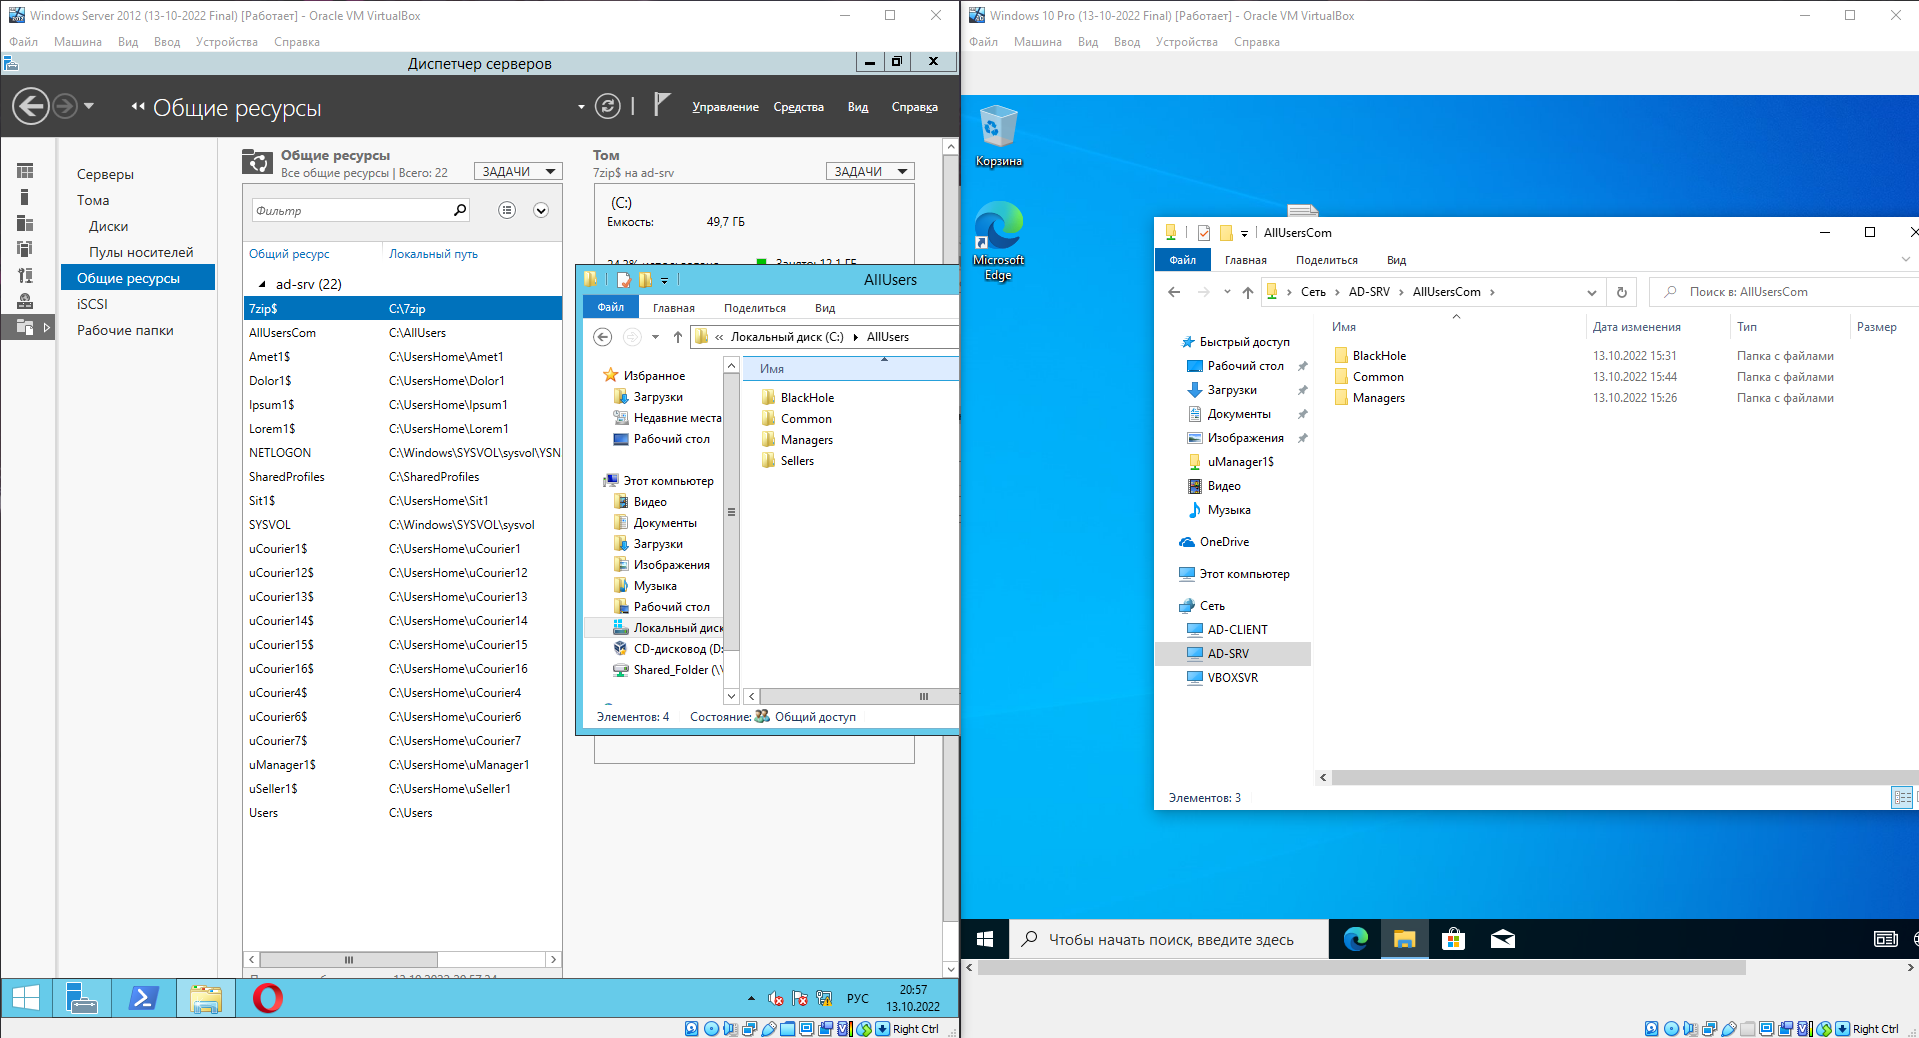 Windows Server 2012 (13-10-2022 Final) [Работает] - Oracle VM VirtualBox
Файл Машина Вид Ввод Устройства Справка
Диспетчер серверов
Общие ресурсы
Управление Средства Вид Справка
Серверы
Тома
Диски
Пулы носителей
Общие ресурсы
iSCSI
Рабочие папки
Общие ресурсы
Все общие ресурсы | Всего: 22
ЗАДАЧИ
Фильтр
Общий ресурс Локальный путь
ad-srv (22)
7zip$ C:\7zip
AllUsersCom C:\AllUsers
Amet1$ C:\UsersHome\Amet1
Dolor1$ C:\UsersHome\Dolor1
Ipsum1$ C:\UsersHome\Ipsum1
Lorem1$ C:\UsersHome\Lorem1
NETLOGON C:\Windows\SYSVOL\sysvol\YSN
SharedProfiles C:\SharedProfiles
Sit1$ C:\UsersHome\Sit1
SYSVOL C:\Windows\SYSVOL\sysvol
uCourier1$ C:\UsersHome\uCourier1
uCourier12$ C:\UsersHome\uCourier12
uCourier13$ C:\UsersHome\uCourier13
uCourier14$ C:\UsersHome\uCourier14
uCourier15$ C:\UsersHome\uCourier15
uCourier16$ C:\UsersHome\uCourier16
uCourier4$ C:\UsersHome\uCourier4
uCourier6$ C:\UsersHome\uCourier6
uCourier7$ C:\UsersHome\uCourier7
uManager1$ C:\UsersHome\uManager1
uSeller1$ C:\UsersHome\uSeller1
Users C:\Users
Том
7zip$ на ad-srv
ЗАДАЧИ
(C:)
Емкость: 49,7 ГБ
AllUsers
Файл Главная Поделиться Вид
« Локальный диск (C:) AllUsers
Имя
Избранное
Загрузки
Недавние места
Рабочий стол
Этот компьютер
Видео
Документы
Загрузки
Изображения
Музыка
Рабочий стол
Локальный диск
CD-дисковод (D:
Shared_Folder (\\
BlackHole
Common
Managers
Sellers
Элементов: 4 Состояние: Общий доступ
РУС
20:57
13.10.2022
Right Ctrl
Windows 10 Pro (13-10-2022 Final) [Работает] - Oracle VM VirtualBox
Файл Машина Вид Ввод Устройства Справка
Корзина
Microsoft
Edge
AllUsersCom
Файл Главная Поделиться Вид
Сеть AD-SRV AllUsersCom
Поиск в: AllUsersCom
Быстрый доступ
Рабочий стол
Загрузки
Документы
Изображения
uManager1$
Видео
Музыка
OneDrive
Этот компьютер
Сеть
AD-CLIENT
AD-SRV
VBOXSVR
Имя Дата изменения Тип Размер
BlackHole 13.10.2022 15:31 Папка с файлами
Common 13.10.2022 15:44 Папка с файлами
Managers 13.10.2022 15:26 Папка с файлами
Элементов: 3
Чтобы начать поиск, введите здесь
Right Ctrl